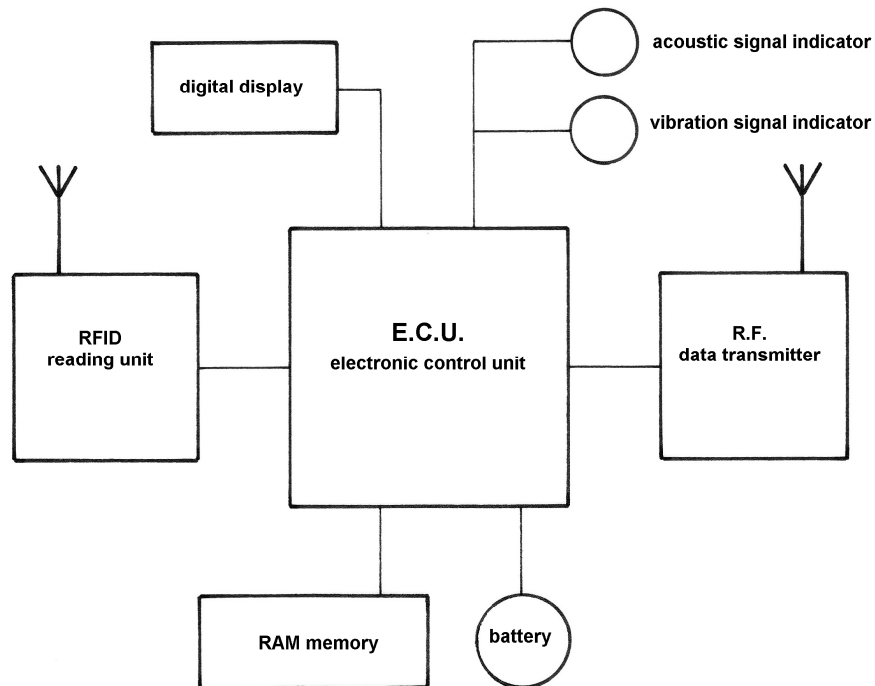 acoustic signal indicator
digital display
vibration signal indicator
RFID
reading unit
E.C.U.
electronic control unit
R.F.
data transmitter
RAM memory
battery